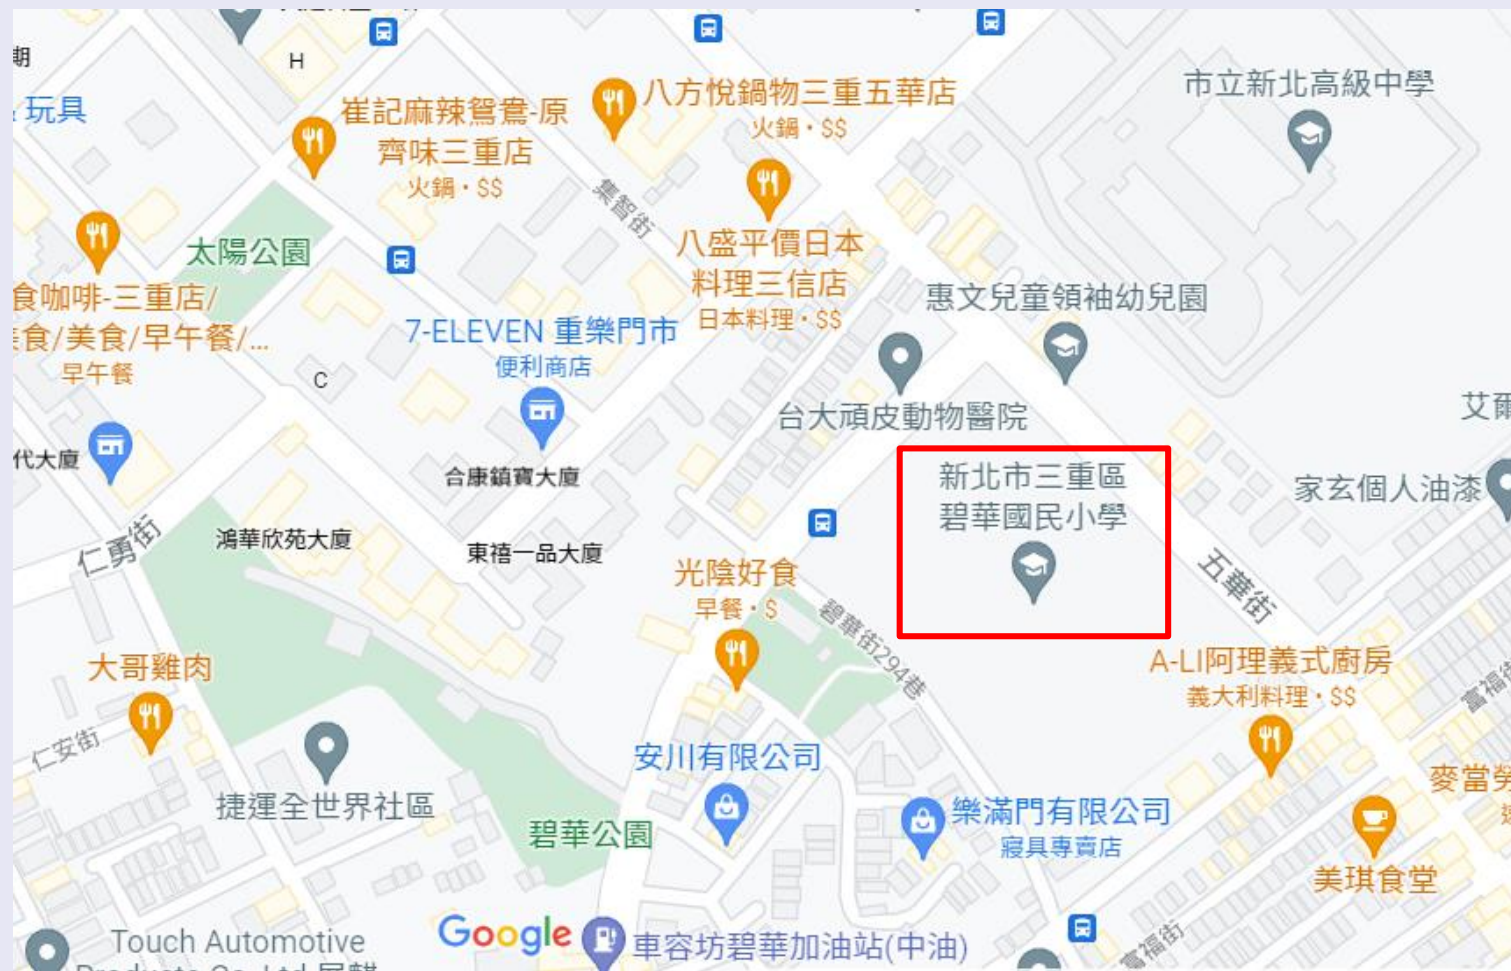 期
H
玩具
崔記麻辣鴛鴦-原
齊味三重店
火鍋・$$
八方悅鍋物三重五華店
火鍋・$$
市立新北高級中學
集智街
太陽公園
八盛平價日本
料理三信店
日本料理・$$
食咖啡-三重店/
食/美食/早午餐/...
早午餐
惠文兒童領袖幼兒園
7-ELEVEN 重樂門市
便利商店
C
台大頑皮動物醫院
艾爾
代大廈
合康鎮寶大廈
新北市三重區
碧華國民小學
家玄個人油漆
仁勇街
鴻華欣苑大廈
東禧一品大廈
光陰好食
早餐・$
五華街
碧華街294巷
大哥雞肉
A-LI阿理義式廚房
義大利料理・$$
富福街
仁安街
安川有限公司
捷運全世界社區
碧華公園
樂滿門有限公司
寢具專賣店
麥當勞
美琪食堂
Google
車容坊碧華加油站(中油)
富福街
Touch Automotive